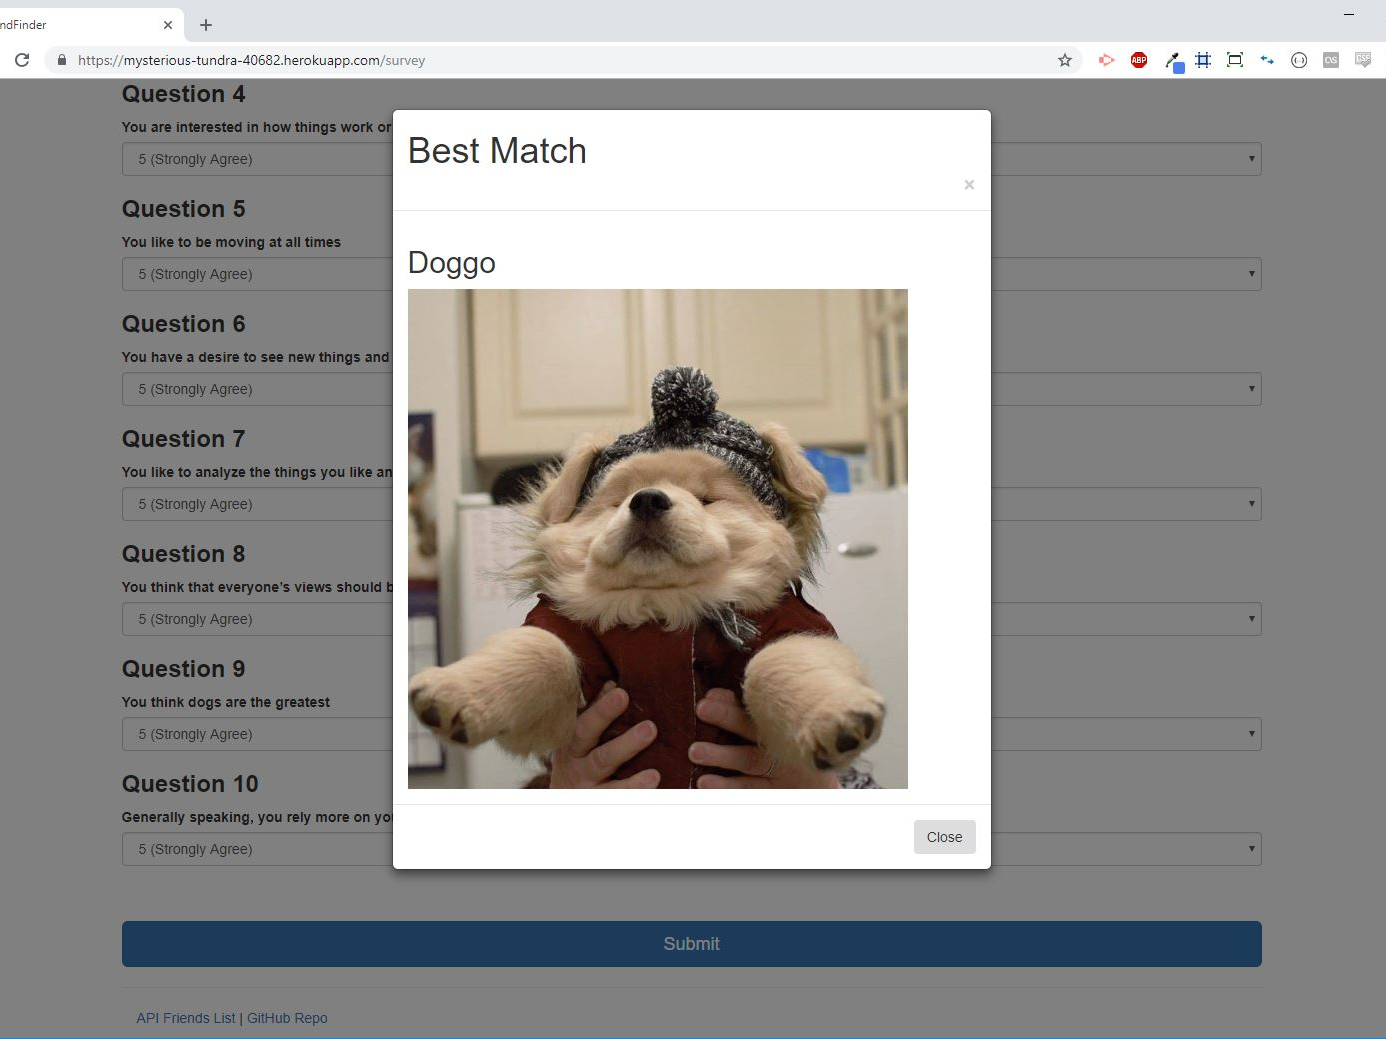 ndFinder
https://mysterious-tundra-40682.herokuapp.com/survey
ABP
Question 4
You are interested in how things work or
5 (Strongly Agree)
Question 5
You like to be moving at all times
5 (Strongly Agree)
Question 6
You have a desire to see new things and
5 (Strongly Agree)
Question 7
You like to analyze the things you like an
5 (Strongly Agree)
Question 8
You think that everyone's views should b
5 (Strongly Agree)
Question 9
You think dogs are the greatest
5 (Strongly Agree)
Question 10
Generally speaking, you rely more on yo
5 (Strongly Agree)
Best Match
×
Doggo
Close
Submit
API Friends List | GitHub Repo